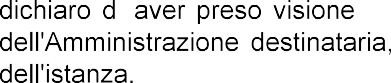 dichiaro d aver preso visione
dell'Amministrazione destinataria,
dell'istanza.